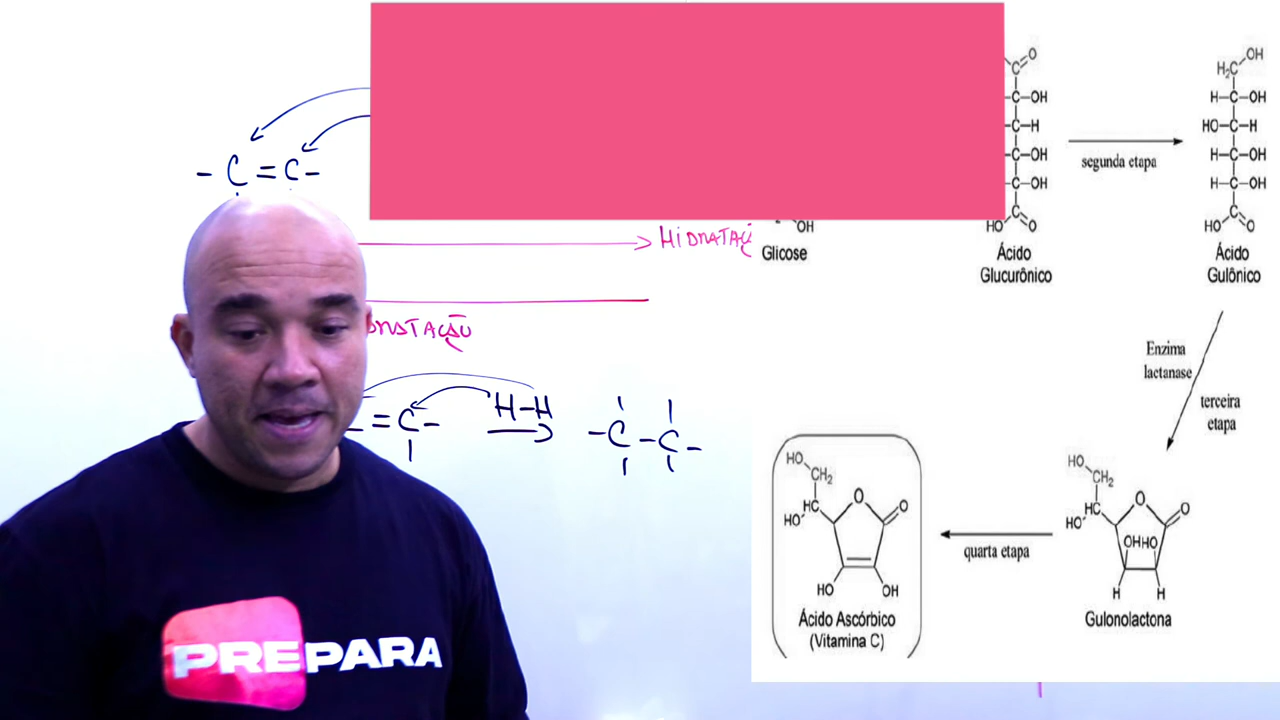 - C = C -
HIDRATAÇ
= C -
H-H
- C - C -
PREPARA
OH
Glicose
O
C
C-OH
C-H
C-OH
C-OH
C
HO O
Ácido
Glucurônico
segunda etapa
OH
H₂C
H-C-OH
HO-C-H
H-C-OH
H-C-OH
C
HO O
Ácido
Gulônico
Enzima
lactanase
terceira
etapa
HO
CH₂
HC
HO
O
O
OH HO
H H
Gulonolactona
quarta etapa
HO
CH₂
HC
HO
O
O
HO OH
Ácido Ascórbico
(Vitamina C)